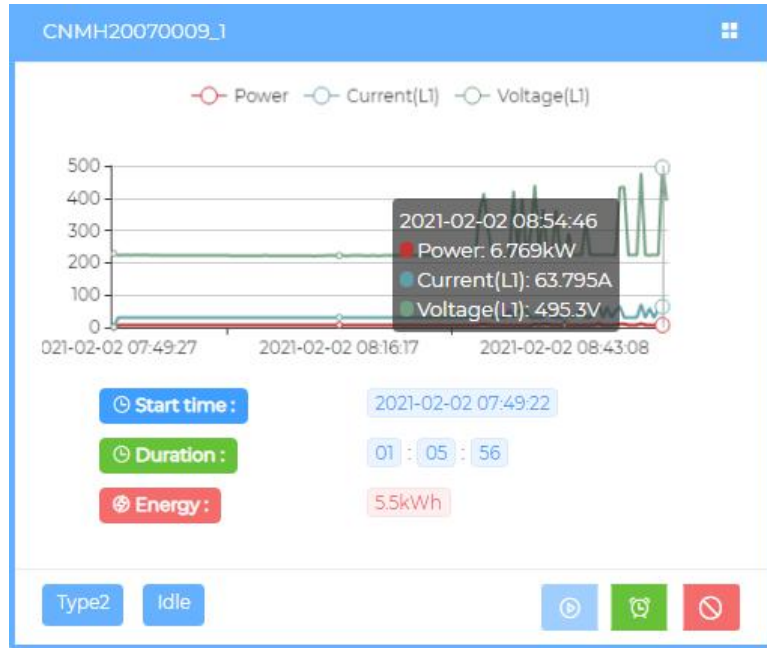 CNMH20070009_1
Power Current(L1) Voltage(L1)
500
400
300
200
100
0
2021-02-02 08:54:46
Power: 6.769kW
Current(L1): 63.795A
Voltage(L1): 495.3V
021-02-02 07:49:27 2021-02-02 08:16:17 2021-02-02 08:43:08
Start time : 2021-02-02 07:49:22
Duration : 01 : 05 : 56
Energy : 5.5kWh
Type2 Idle